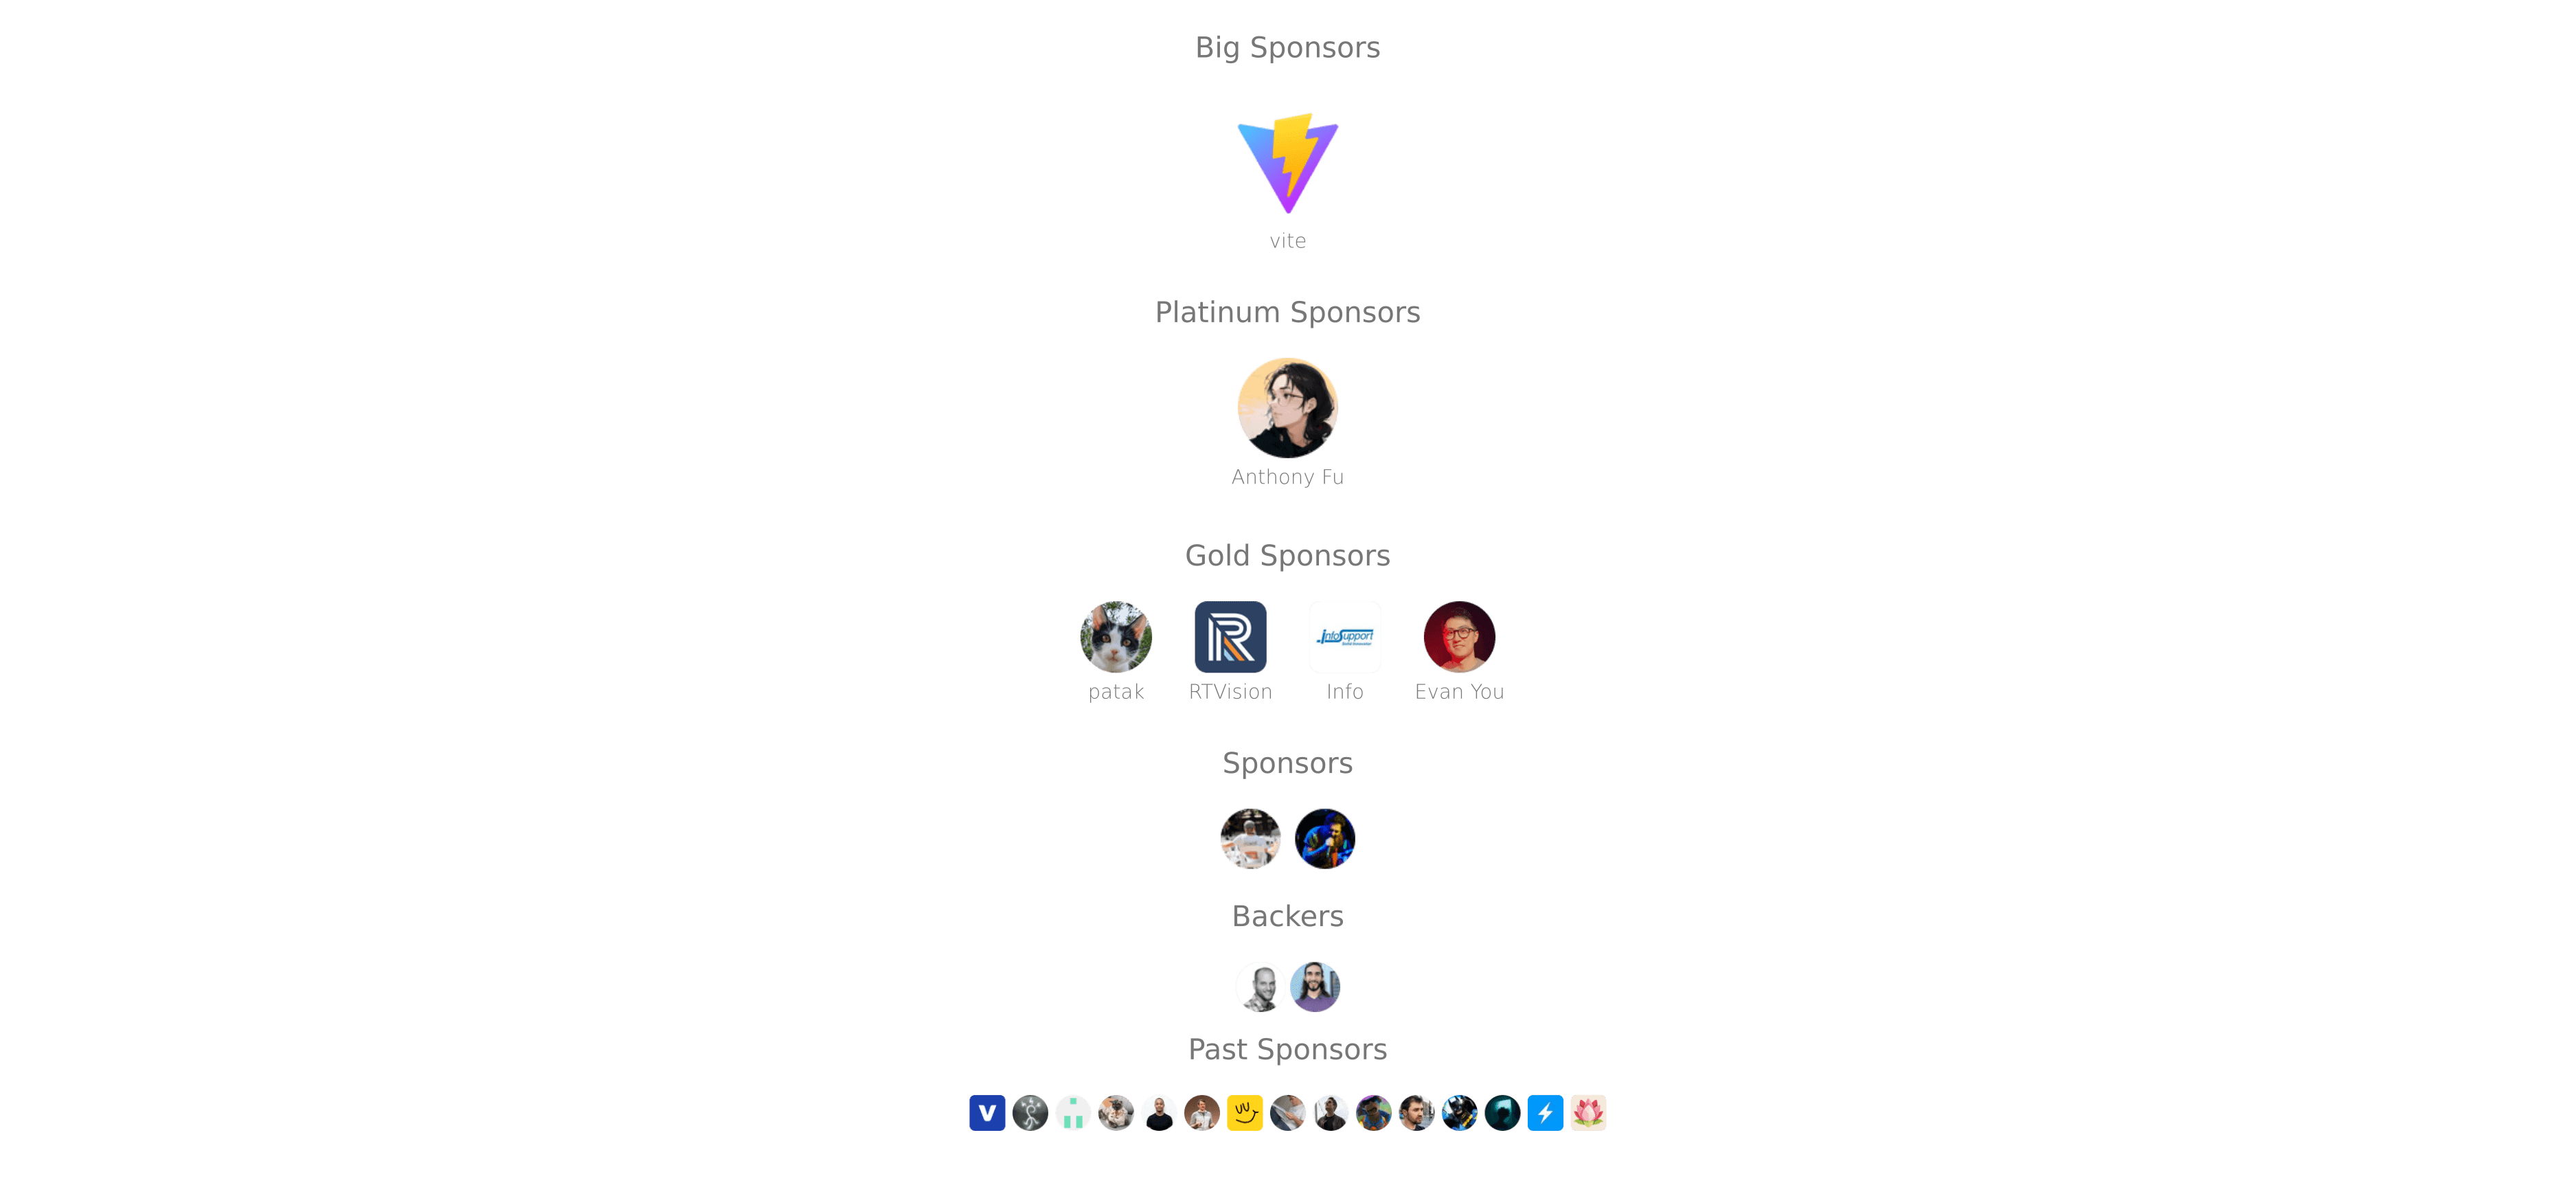 Big Sponsors
vite
Platinum Sponsors
Anthony Fu
Gold Sponsors
R
InfoSupport
patak RTVision Info Evan You
Sponsors
Backers
Past Sponsors
V